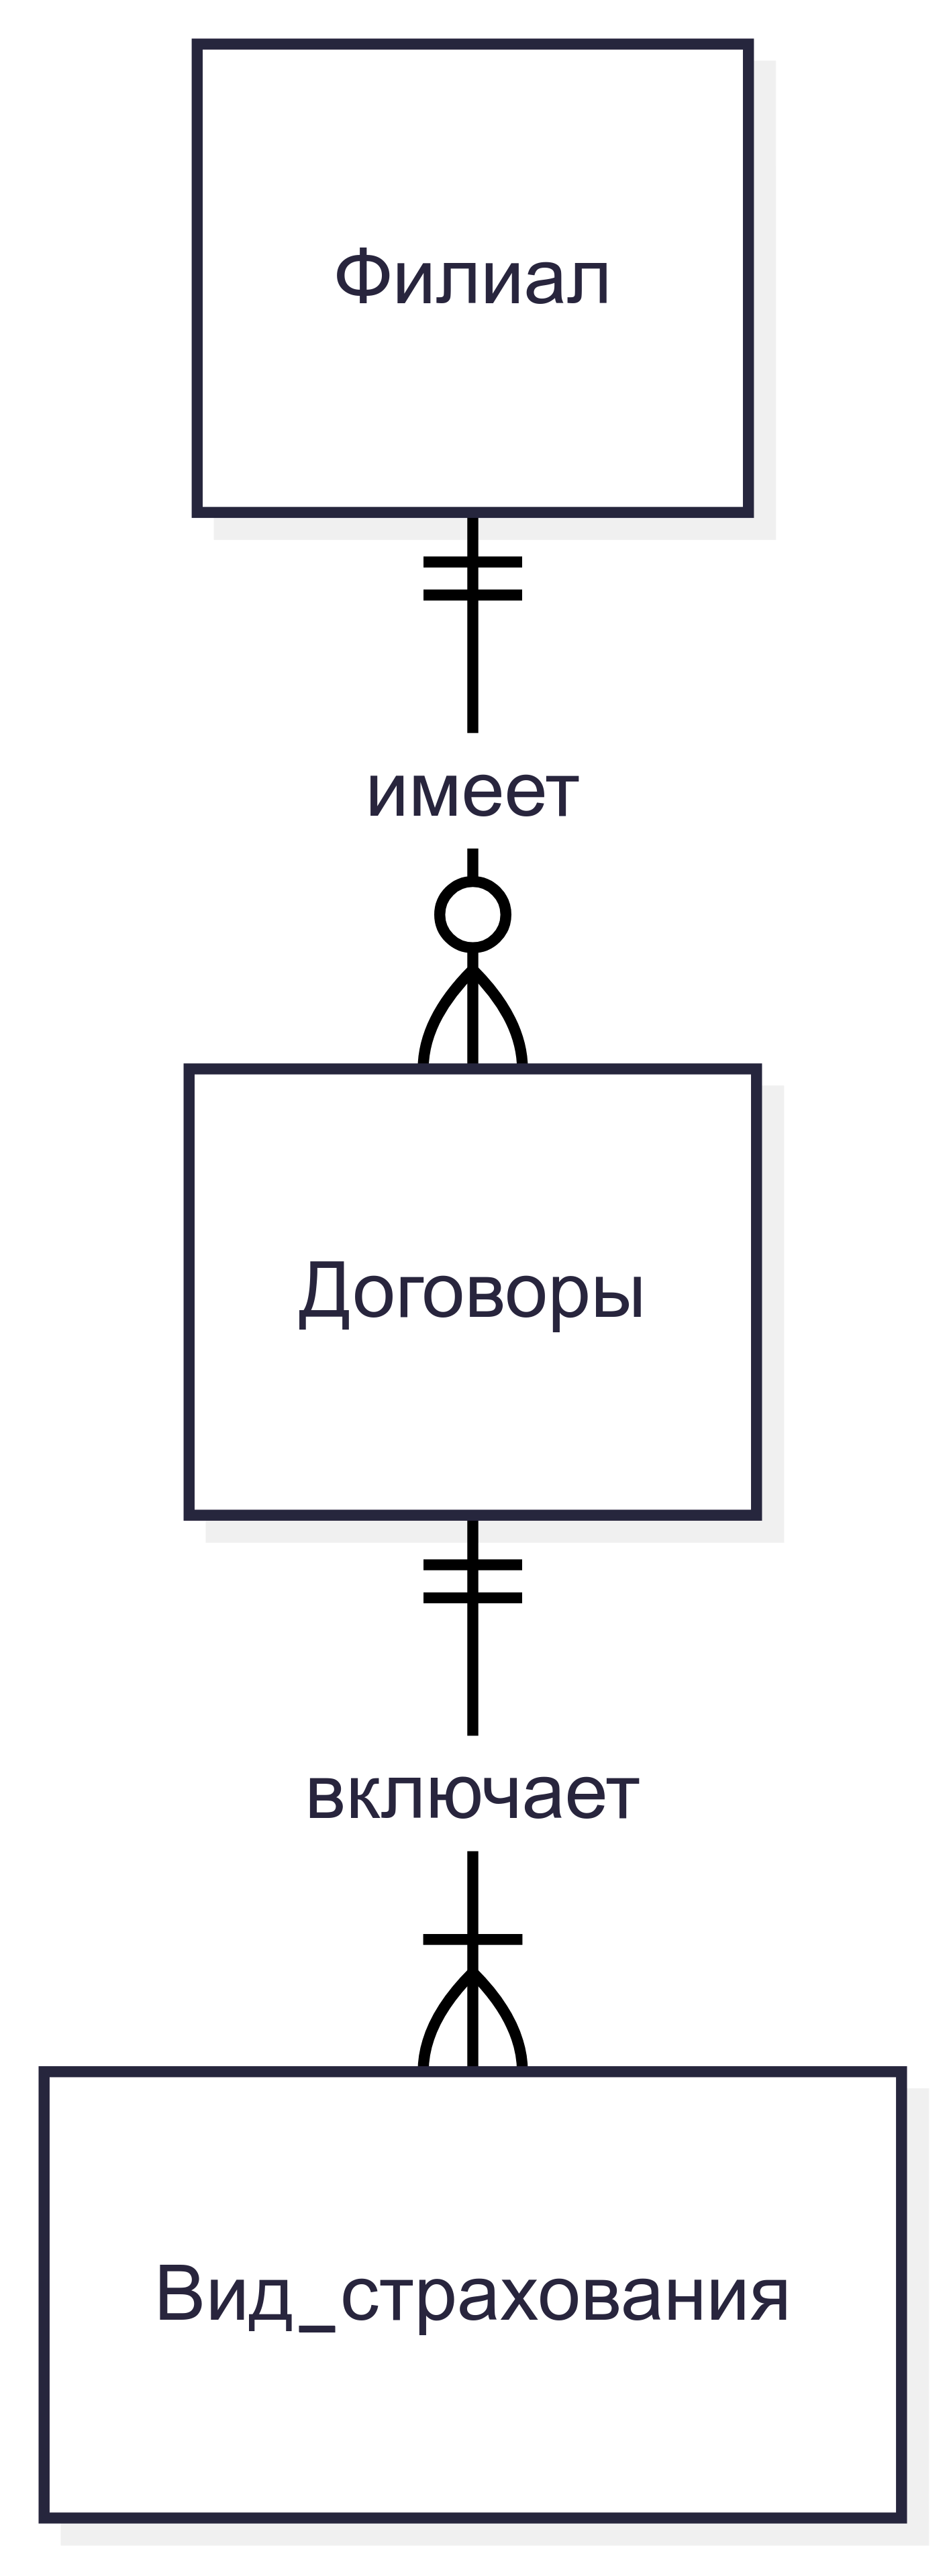 Филиал
имеет
Договоры
включает
Вид_страхования